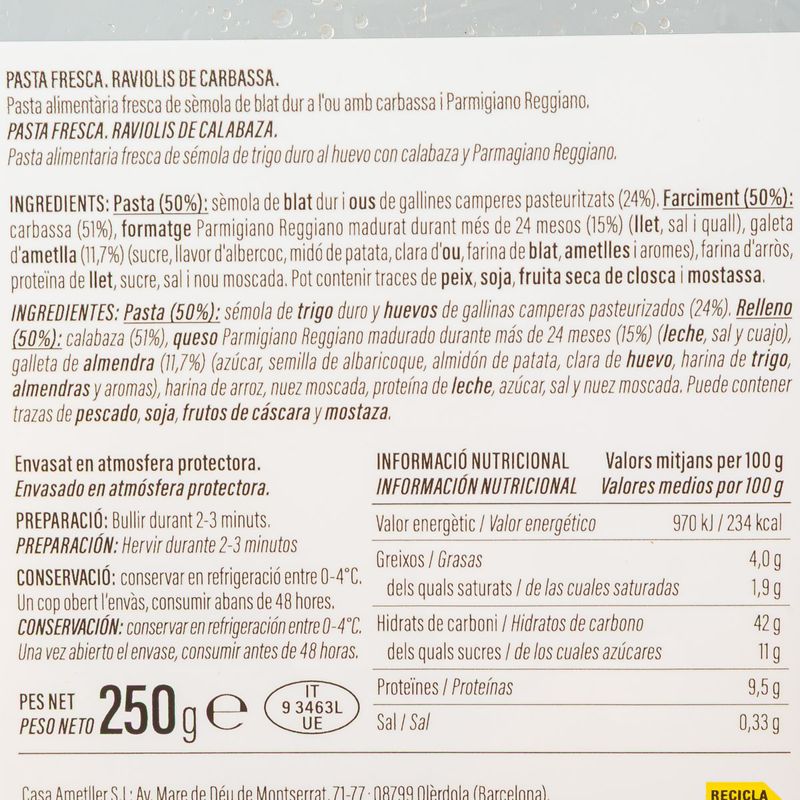 PASTA FRESCA. RAVIOLIS DE CARBASSA.
Pasta alimentària fresca de sèmola de blat dur a l'ou amb carbassa i Parmigiano Reggiano.
PASTA FRESCA. RAVIOLIS DE CALABAZA.
Pasta alimentaria fresca de sémola de trigo duro al huevo con calabaza y Parmagiano Reggiano.
INGREDIENTS: Pasta (50%): sèmola de blat dur i ous de gallines camperes pasteuritzats (24%). Farciment (50%):
carbassa (51%), formatge Parmigiano Reggiano madurat durant més de 24 mesos (15%) (llet, sal i quall), galeta
d'ametlla (11,7%) (sucre, llavor d'albercoc, midó de patata, clara d'ou, farina de blat, ametlles i aromes), farina d'arròs,
proteïna de llet, sucre, sal i nou moscada. Pot contenir traces de peix, soja, fruita seca de closca i mostassa.
INGREDIENTES: Pasta (50%): sémola de trigo duro y huevos de gallinas camperas pasteurizados (24%). Relleno
(50%): calabaza (51%), queso Parmigiano Reggiano madurado durante más de 24 meses (15%) (leche, sal y cuajo),
galleta de almendra (11,7%) (azúcar, semilla de albaricoque, almidón de patata, clara de huevo, harina de trigo,
almendras y aromas), harina de arroz, nuez moscada, proteína de leche, azúcar, sal y nuez moscada. Puede contener
trazas de pescado, soja, frutos de cáscara y mostaza.
Envasat en atmosfera protectora.
Envasado en atmósfera protectora.
PREPARACIÓ: Bullir durant 2-3 minuts.
PREPARACIÓN: Hervir durante 2-3 minutos
CONSERVACIÓ: conservar en refrigeració entre 0-4°C.
Un cop obert l'envàs, consumir abans de 48 hores.
CONSERVACIÓN: conservar en refrigeración entre 0-4°C.
Una vez abierto el envase, consumir antes de 48 horas.
PES NET
PESO NETO 250 g e
IT
9 3463L
UE
INFORMACIÓ NUTRICIONAL Valors mitjans per 100 g
INFORMACIÓN NUTRICIONAL Valores medios por 100 g
Valor energètic / Valor energético 970 kJ / 234 kcal
Greixos / Grasas 4,0 g
dels quals saturats / de las cuales saturadas 1,9 g
Hidrats de carboni / Hidratos de carbono 42 g
dels quals sucres / de los cuales azúcares 11 g
Proteïnes / Proteínas 9,5 g
Sal / Sal 0,33 g
Casa Ametller S.L: Av. Mare de Déu de Montserrat, 71-77· 08799 Olèrdola (Barcelona).
RECICLA